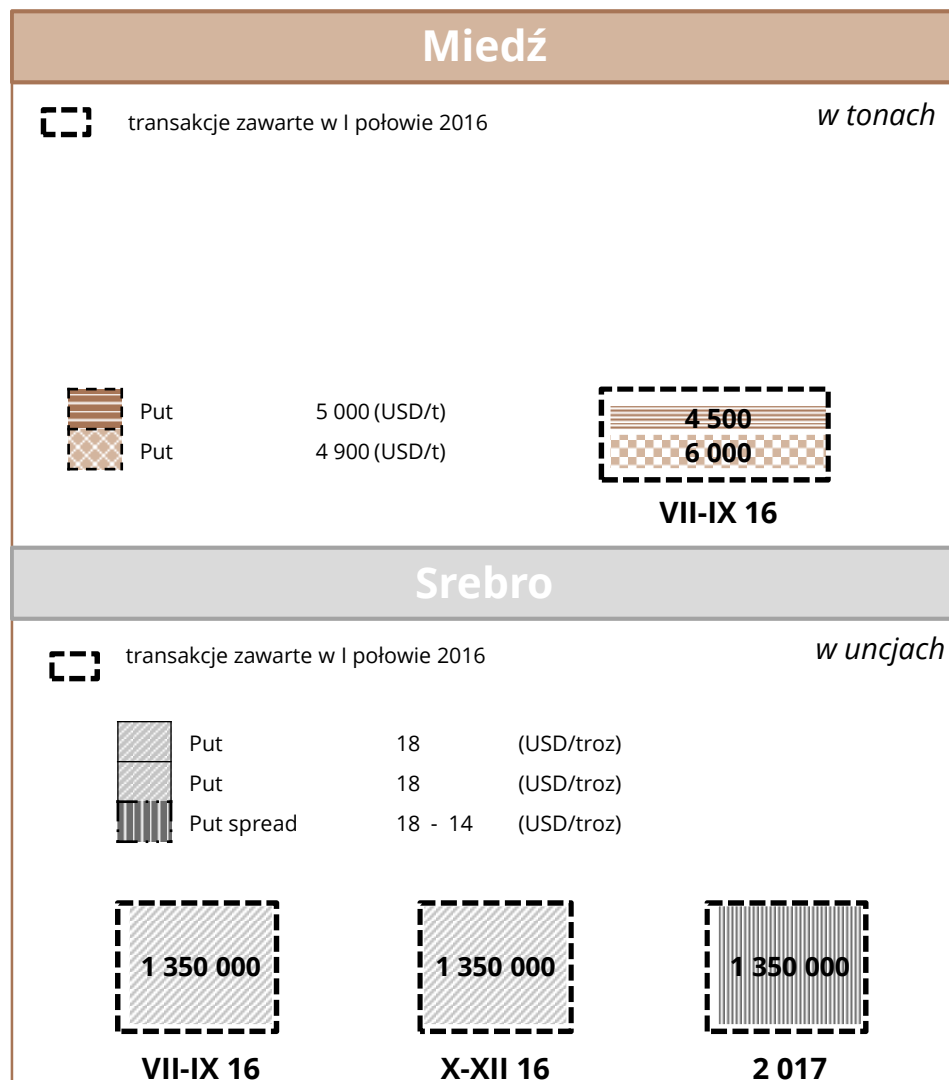 Miedź
transakcje zawarte w I połowie 2016 w tonach
Put 5 000 (USD/t) 4 500
Put 4 900 (USD/t) 6 000
VII-IX 16
Srebro
transakcje zawarte w I połowie 2016 w uncjach
Put 18 (USD/troz)
Put 18 (USD/troz)
Put spread 18 - 14 (USD/troz)
1 350 000 1 350 000 1 350 000
VII-IX 16 X-XII 16 2 017